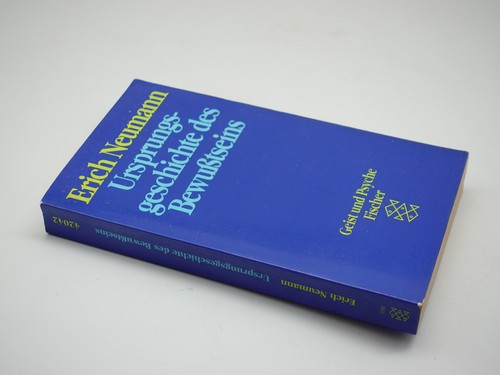 Erich Neumann
Ursprungs-
geschichte des
Bewußtseins
Geist und Psyche
Fischer
Erich Neumann Ursprungsgeschichte des Bewußtseins 42042